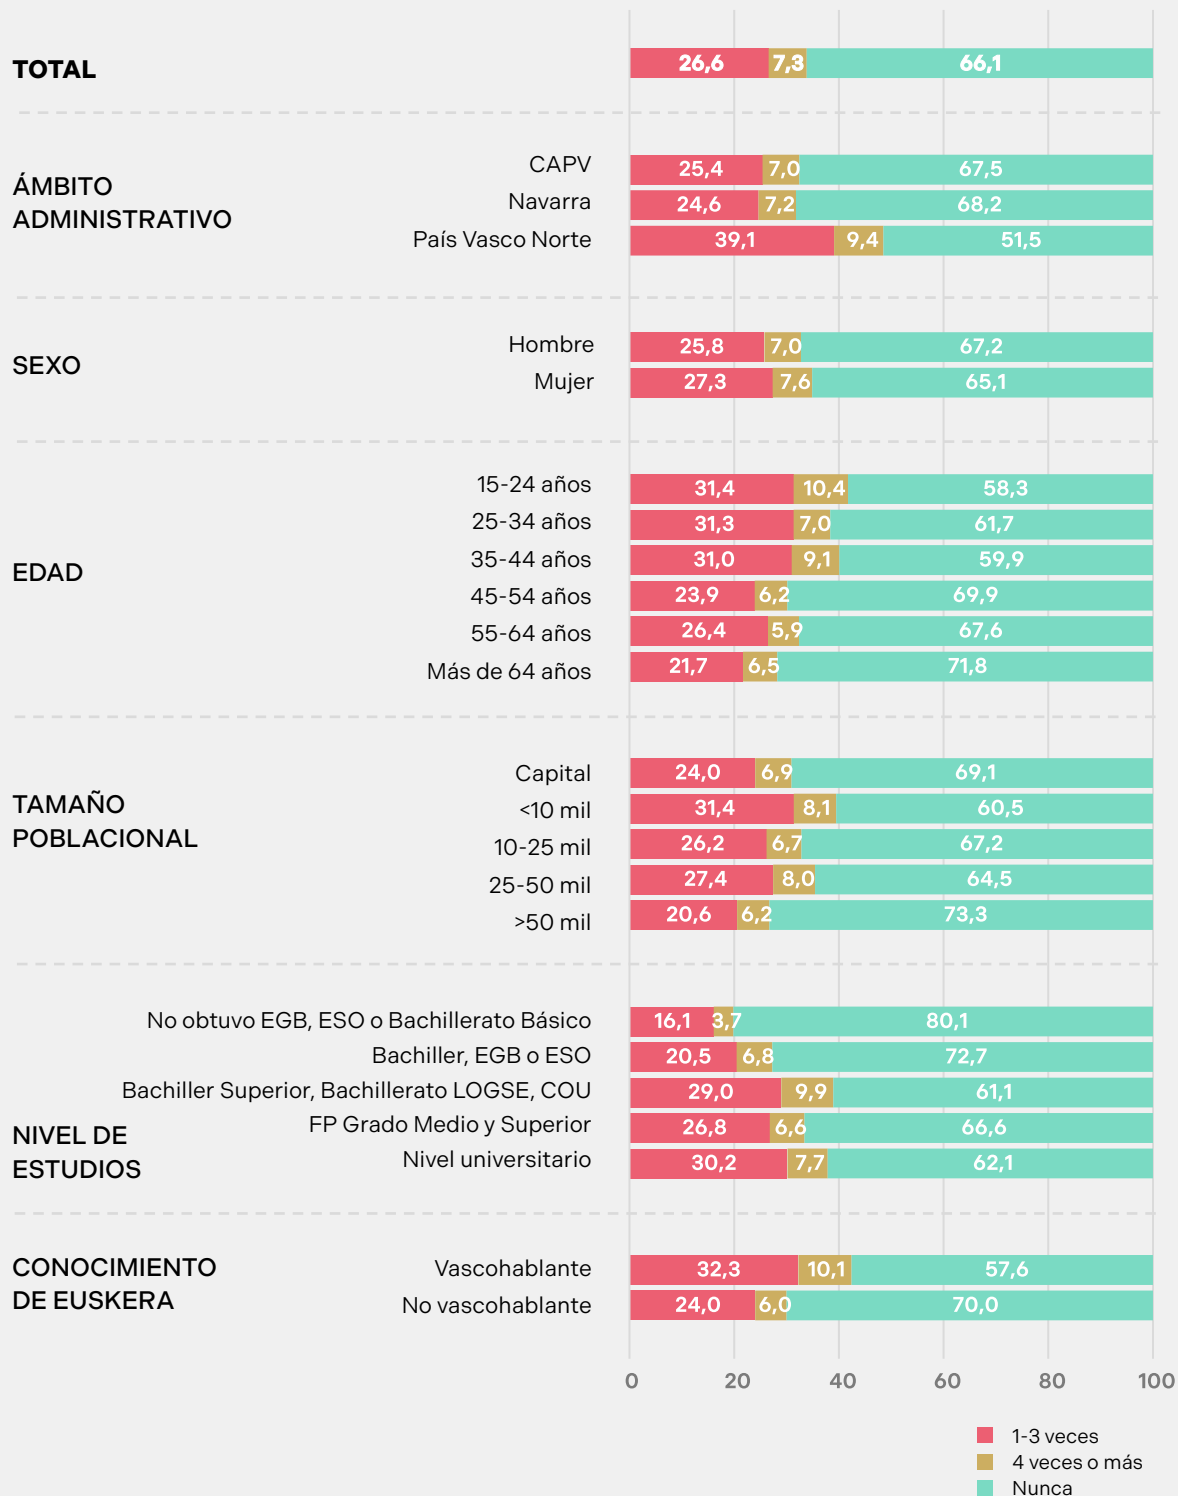 TOTAL
26,6 7,3 66,1
ÁMBITO
ADMINISTRATIVO
CAPV 25,4 7,0 67,5
Navarra 24,6 7,2 68,2
País Vasco Norte 39,1 9,4 51,5
SEXO
Hombre 25,8 7,0 67,2
Mujer 27,3 7,6 65,1
EDAD
15-24 años 31,4 10,4 58,3
25-34 años 31,3 7,0 61,7
35-44 años 31,0 9,1 59,9
45-54 años 23,9 6,2 69,9
55-64 años 26,4 5,9 67,6
Más de 64 años 21,7 6,5 71,8
TAMAÑO
POBLACIONAL
Capital 24,0 6,9 69,1
<10 mil 31,4 8,1 60,5
10-25 mil 26,2 6,7 67,2
25-50 mil 27,4 8,0 64,5
>50 mil 20,6 6,2 73,3
NIVEL DE
ESTUDIOS
No obtuvo EGB, ESO o Bachillerato Básico 16,1 3,7 80,1
Bachiller, EGB o ESO 20,5 6,8 72,7
Bachiller Superior, Bachillerato LOGSE, COU 29,0 9,9 61,1
FP Grado Medio y Superior 26,8 6,6 66,6
Nivel universitario 30,2 7,7 62,1
CONOCIMIENTO
DE EUSKERA
Vascohablante 32,3 10,1 57,6
No vascohablante 24,0 6,0 70,0
0 20 40 60 80 100
1-3 veces
4 veces o más
Nunca